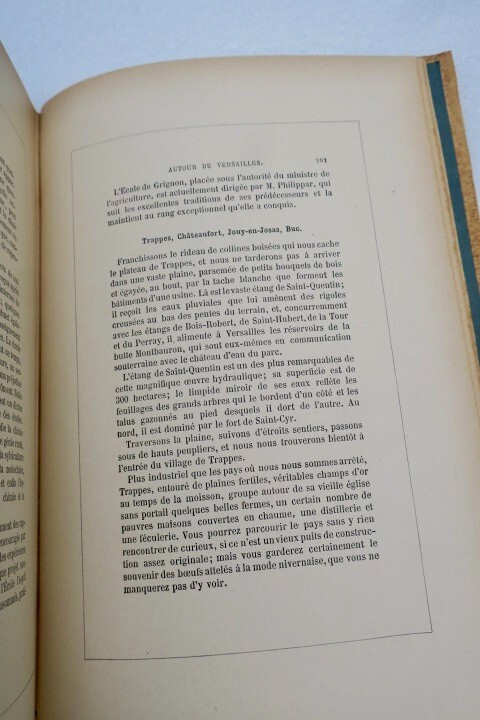 AUTOUR DE VERSAILLES.
L'École de Grignon, placée sous l'autorité du ministre de
l'agriculture, est actuellement dirigée par M. Philippar, qui
suit les excellentes traditions de ses prédécesseurs et la
maintient au rang exceptionnel qu'elle a conquis.
Trappes, Châteaufort, Jouy-en-Josas, Buc.
Franchissons le rideau de collines boisées qui nous cache
le plateau de Trappes, et nous ne tarderons pas à arriver
dans une vaste plaine, parsemée de petits bouquets de bois
et égayée, au bout, par la tache blanche que forment les
bâtiments d'une usine. Là est le vaste étang de Saint-Quentin;
il reçoit les eaux pluviales que lui amènent des rigoles
creusées au bas des pentes du terrain, et, concurremment
avec les étangs de Bois-Robert, de Saint-Hubert, de la Tour
et du Perray, il alimente à Versailles les réservoirs de la
butte Montbauron, qui sont eux-mêmes en communication
souterraine avec le château d'eau du parc.
L'étang de Saint-Quentin est un des plus remarquables de
cette magnifique œuvre hydraulique; sa superficie est de
300 hectares; le limpide miroir de ses eaux reflète les
feuillages des grands arbres qui le bordent d'un côté et les
talus gazonnés au pied desquels il dort de l'autre. Au
nord, il est dominé par le fort de Saint-Cyr.
Traversons la plaine, suivons d'étroits sentiers, passons
sous de hauts peupliers, et nous nous trouverons bientôt à
l'entrée du village de Trappes.
Plus industriel que les pays où nous nous sommes arrêté,
Trappes, entouré de plaines fertiles, véritables champs d'or
au temps de la moisson, groupe autour de sa vieille église
sans portail quelques belles fermes, un certain nombre de
pauvres maisons couvertes en chaume, une distillerie et
une féculerie. Vous pourrez parcourir le pays sans y rien
rencontrer de curieux, si ce n'est un vieux puits de construc-
tion assez originale; mais vous garderez certainement le
souvenir des bœufs attelés à la mode nivernaise, que vous ne
manquerez pas d'y voir.